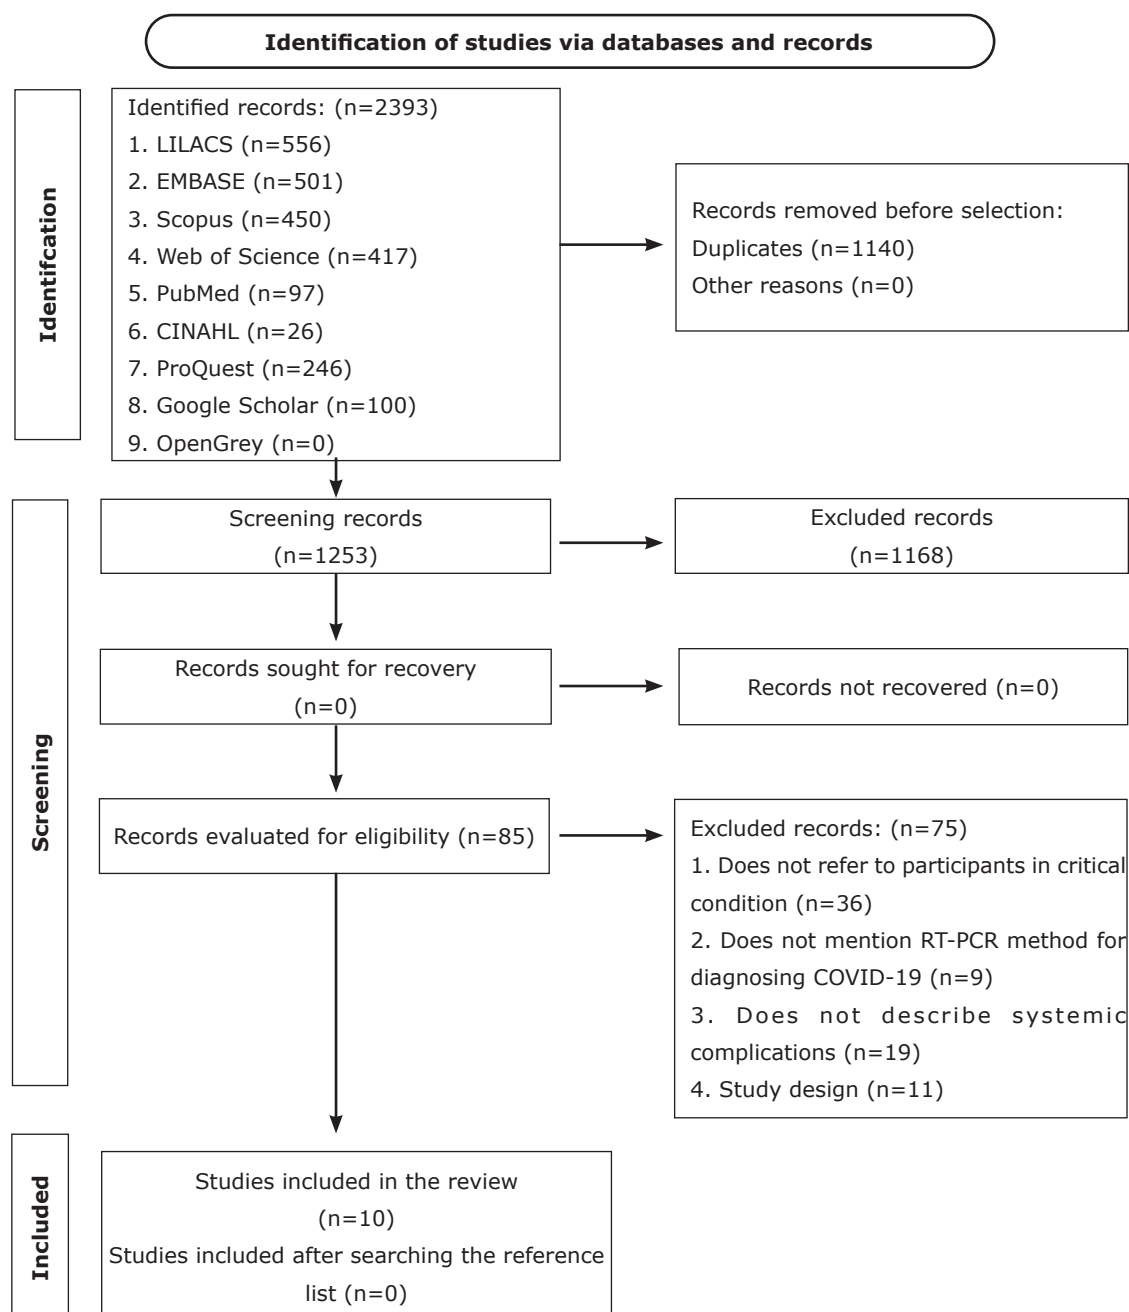 Identification of studies via databases and records
Identifcation
Identified records: (n=2393)
1. LILACS (n=556)
2. EMBASE (n=501)
3. Scopus (n=450)
4. Web of Science (n=417)
5. PubMed (n=97)
6. CINAHL (n=26)
7. ProQuest (n=246)
8. Google Scholar (n=100)
9. OpenGrey (n=0)
Records removed before selection:
Duplicates (n=1140)
Other reasons (n=0)
Screening
Screening records
(n=1253)
Excluded records
(n=1168)
Records sought for recovery
(n=0)
Records not recovered (n=0)
Records evaluated for eligibility (n=85)
Excluded records: (n=75)
1. Does not refer to participants in critical
condition (n=36)
2. Does not mention RT-PCR method for
diagnosing COVID-19 (n=9)
3. Does not describe systemic
complications (n=19)
4. Study design (n=11)
Included
Studies included in the review
(n=10)
Studies included after searching the reference
list (n=0)